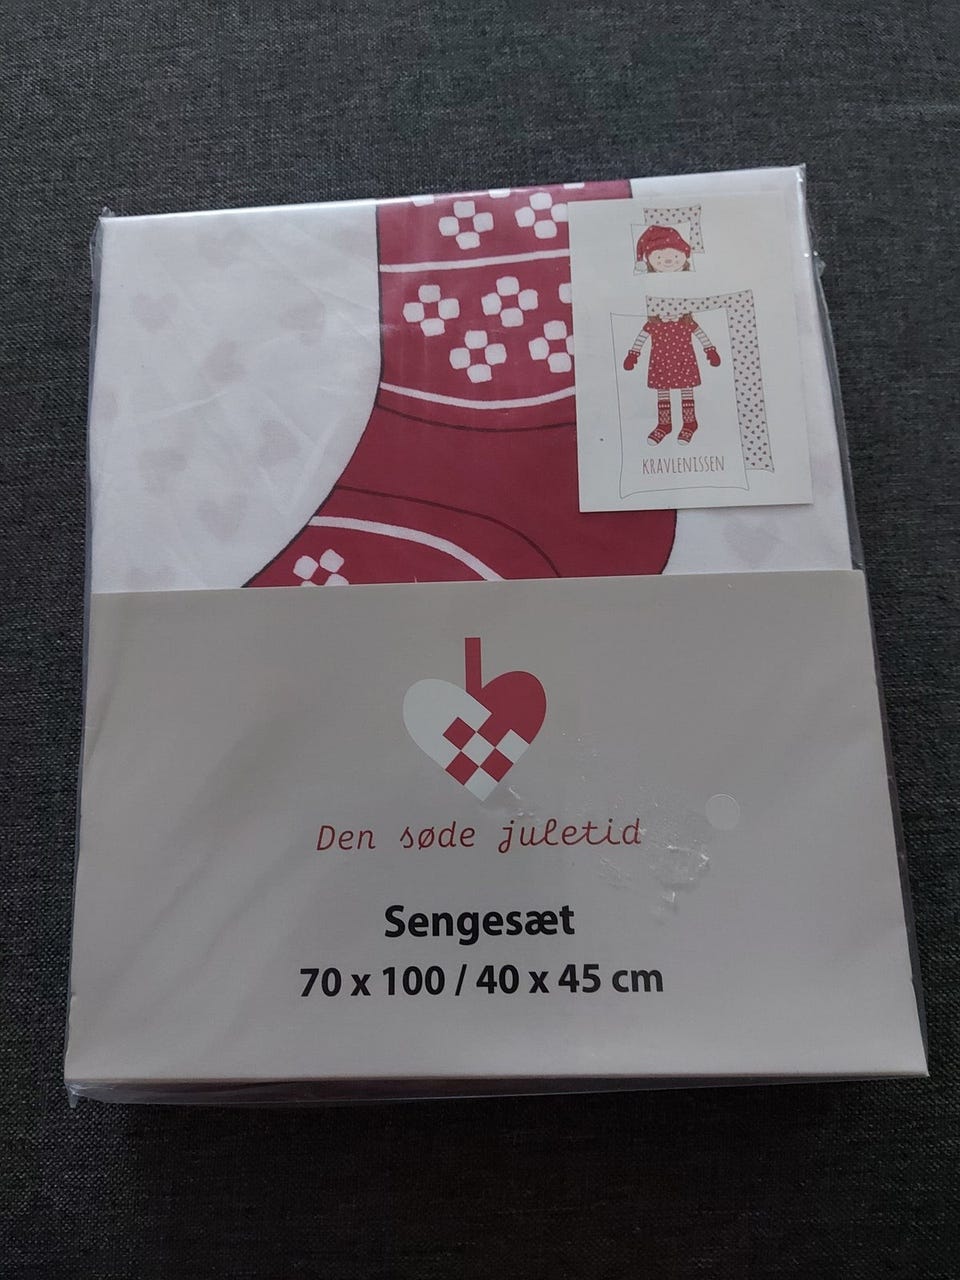 KRAVLENISSEN
Den søde juletid
Sengesæt
70 x 100 / 40 x 45 cm